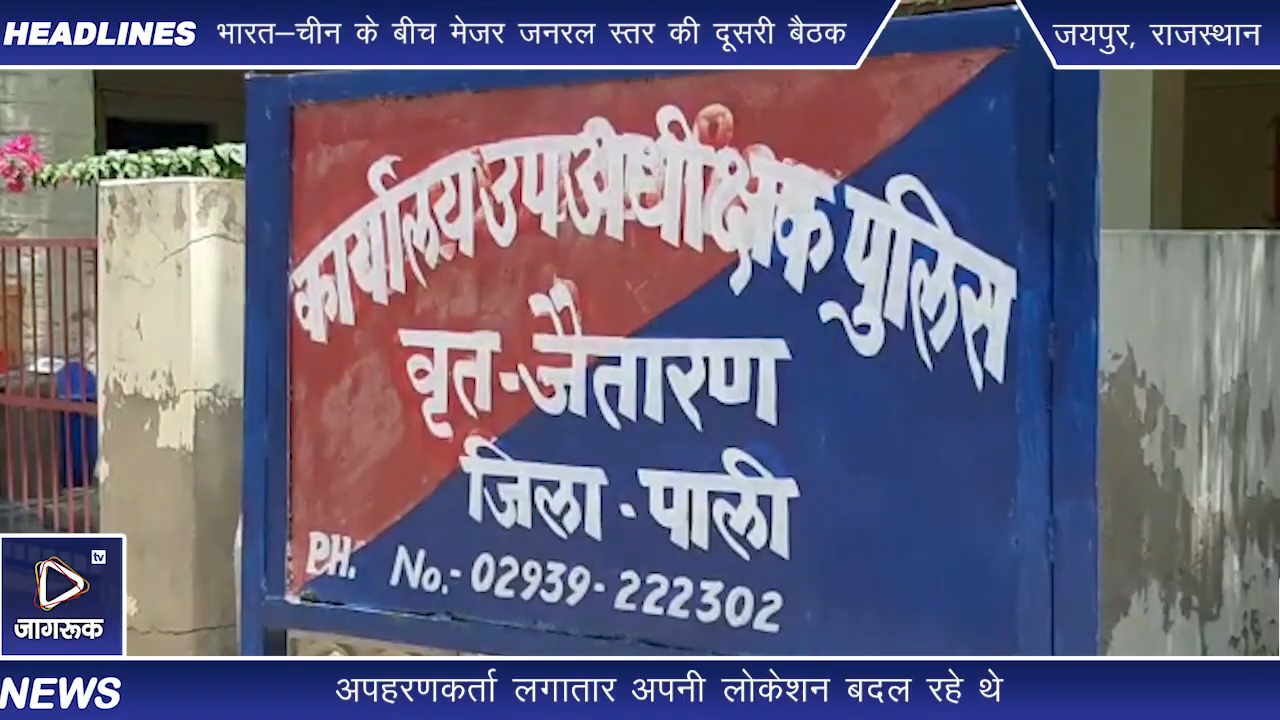 HEADLINES भारत–चीन के बीच मेजर जनरल स्तर की दूसरी बैठक
जयपुर, राजस्थान
कार्यालय उप अधीक्षक पुलिस
वृत-जैतारण
जिला-पाली
PH. No.- 02939-222302
tv
जागरूक
NEWS अपहरणकर्ता लगातार अपनी लोकेशन बदल रहे थे